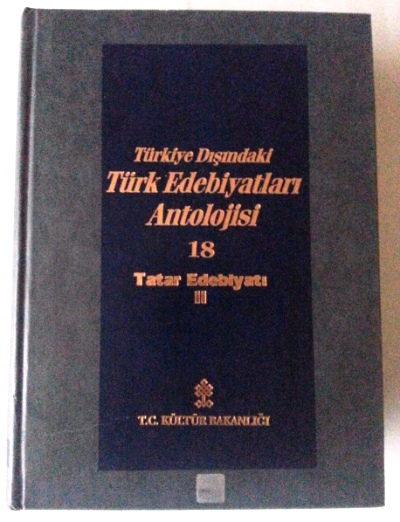 Türkiye Dışındaki
Türk Edebiyatları
Antolojisi
18
Tatar Edebiyatı
II
T.C. KÜLTÜR BAKANLIĞI